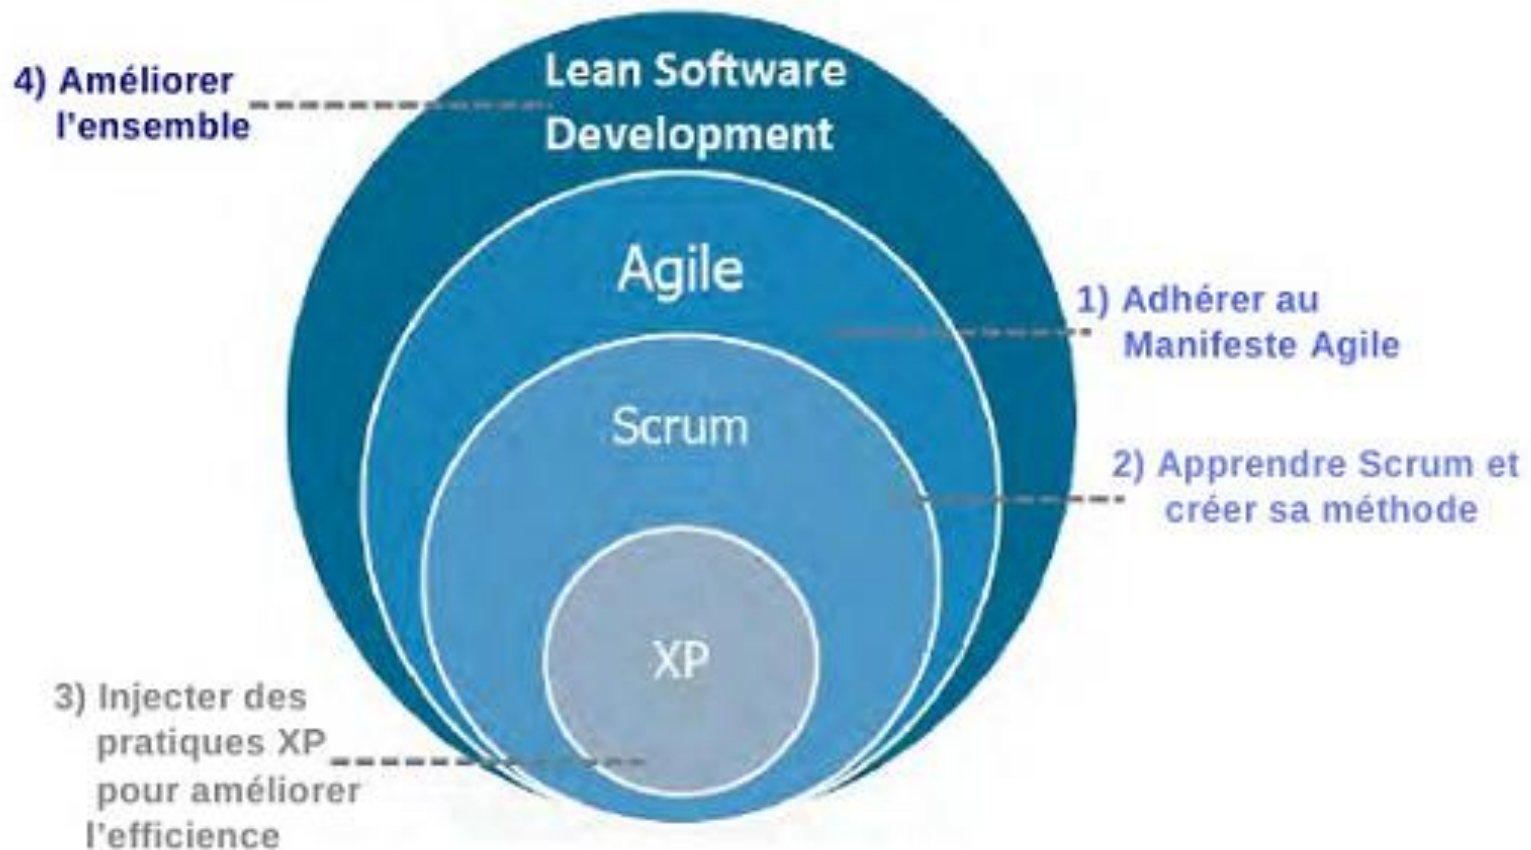 4) Améliorer
l'ensemble
Lean Software
Development
Agile
1) Adhérer au
Manifeste Agile
Scrum
2) Apprendre Scrum et
créer sa méthode
XP
3) Injecter des
pratiques XP
pour améliorer
l'efficience